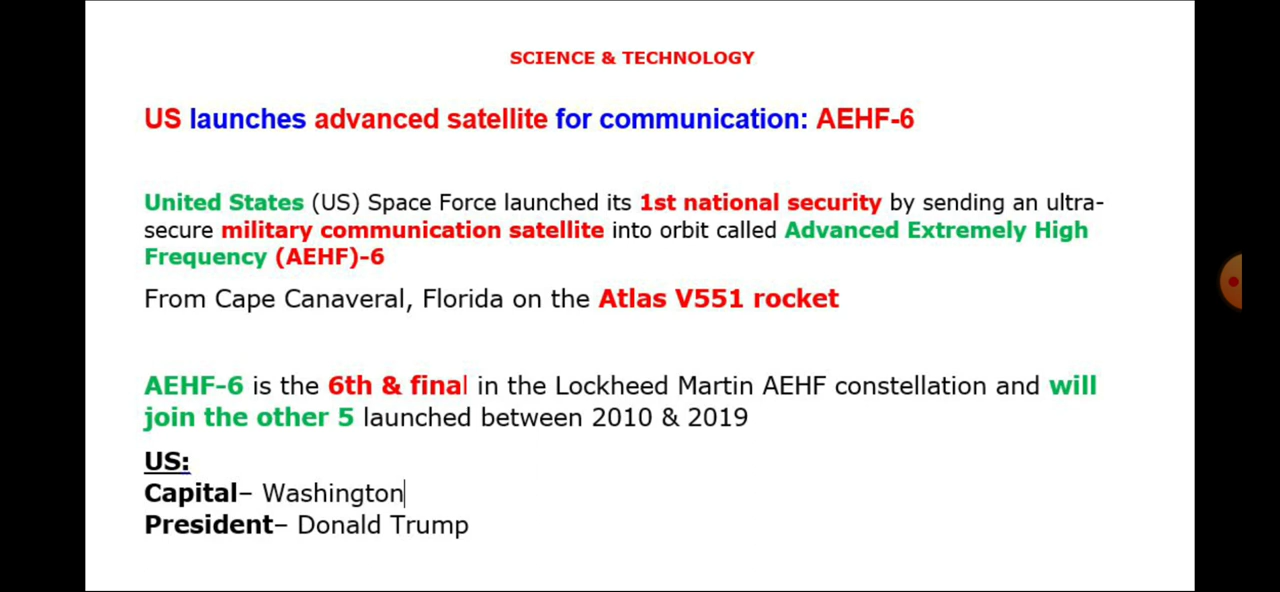 SCIENCE & TECHNOLOGY
US launches advanced satellite for communication: AEHF-6
United States (US) Space Force launched its 1st national security by sending an ultra-
secure military communication satellite into orbit called Advanced Extremely High
Frequency (AEHF)-6
From Cape Canaveral, Florida on the Atlas V551 rocket
AEHF-6 is the 6th & final in the Lockheed Martin AEHF constellation and will
join the other 5 launched between 2010 & 2019
US:
Capital– Washington
President– Donald Trump